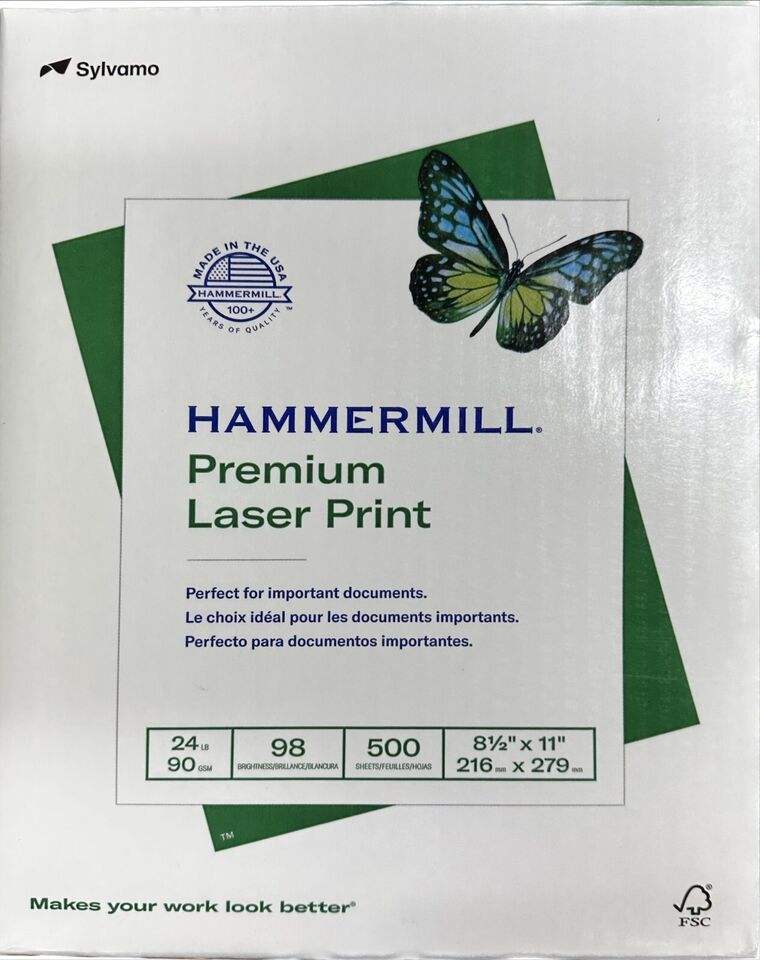 Sylvamo
MADE IN THE USA
HAMMERMILL
100+
YEARS OF QUALITY™
HAMMERMILL®
Premium
Laser Print
Perfect for important documents.
Le choix idéal pour les documents importants.
Perfecto para documentos importantes.
24 LB
90 GSM
98
BRIGHTNESS/BRILLANCE/BLANCURA
500
SHEETS/FEUILLES/HOJAS
8½" x 11"
216 mm x 279 mm
TM
Makes your work look better®
FSC®